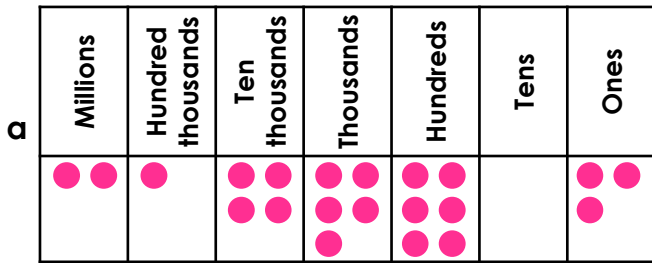 a
Millions
Hundred
thousands
Ten
thousands
Thousands
Hundreds
Tens
Ones